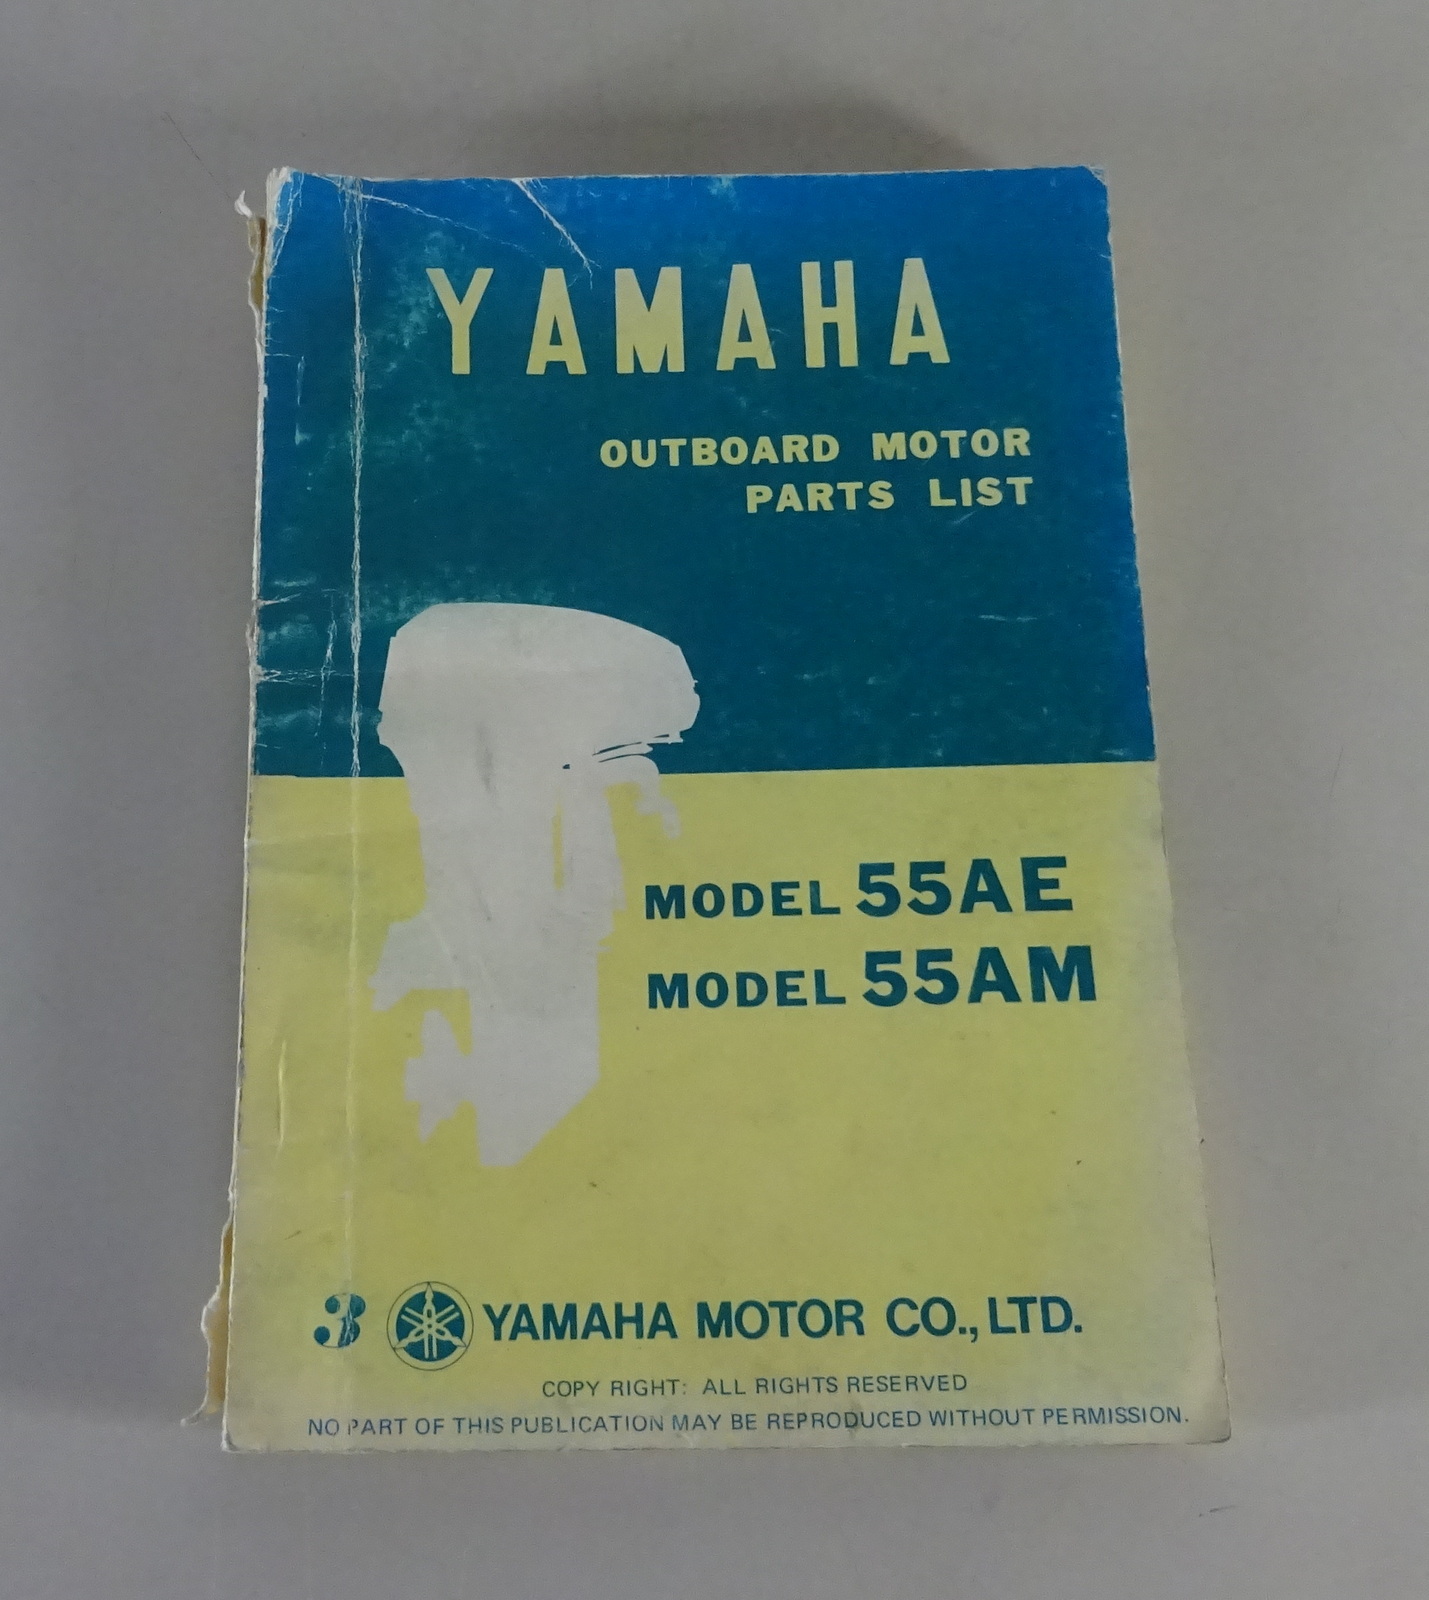 YAMAHA
OUTBOARD MOTOR
PARTS LIST
MODEL 55AE
MODEL 55AM
3 YAMAHA MOTOR CO., LTD.
COPY RIGHT: ALL RIGHTS RESERVED
NO PART OF THIS PUBLICATION MAY BE REPRODUCED WITHOUT PERMISSION.